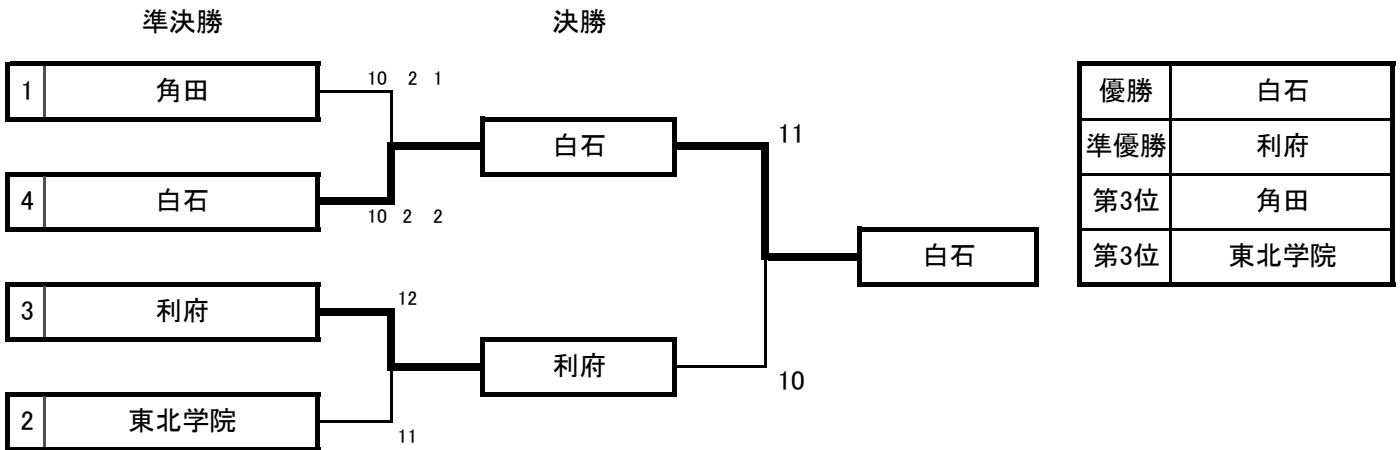 準決勝 決勝
1 角田 10 2 1
4 白石 10 2 2
白石 11
3 利府 12
2 東北学院 11
利府 10
白石
優勝 白石
準優勝 利府
第3位 角田
第3位 東北学院